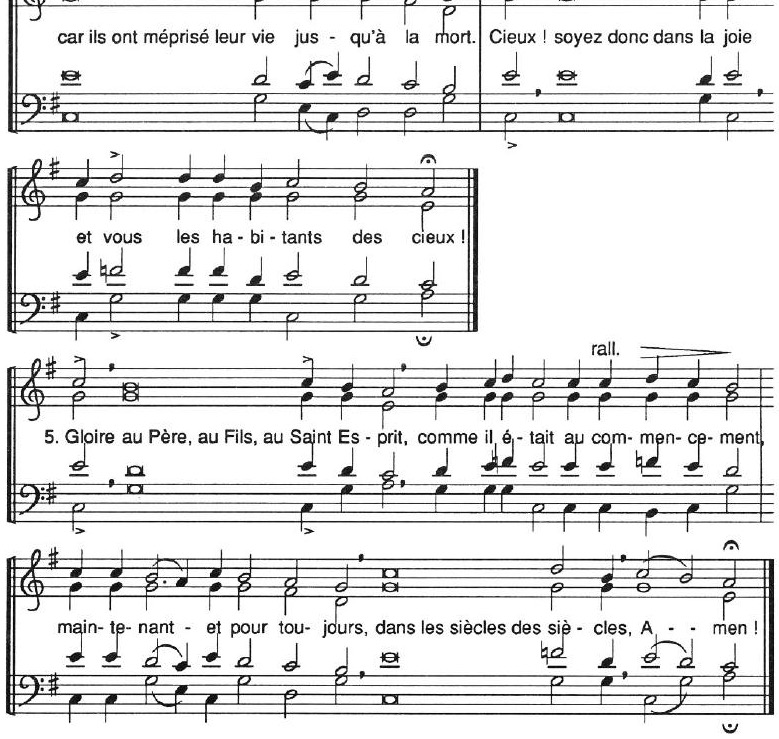 car ils ont méprisé leur vie jus - qu'à la mort. Cieux ! soyez donc dans la joie
et vous les ha - bi - tants des cieux !
rall.
5. Gloire au Père, au Fils, au Saint Es - prit, comme il é - tait au com- men- ce- ment,
main- te- nant - et pour tou- jours, dans les siècles des siè - cles, A - - men !